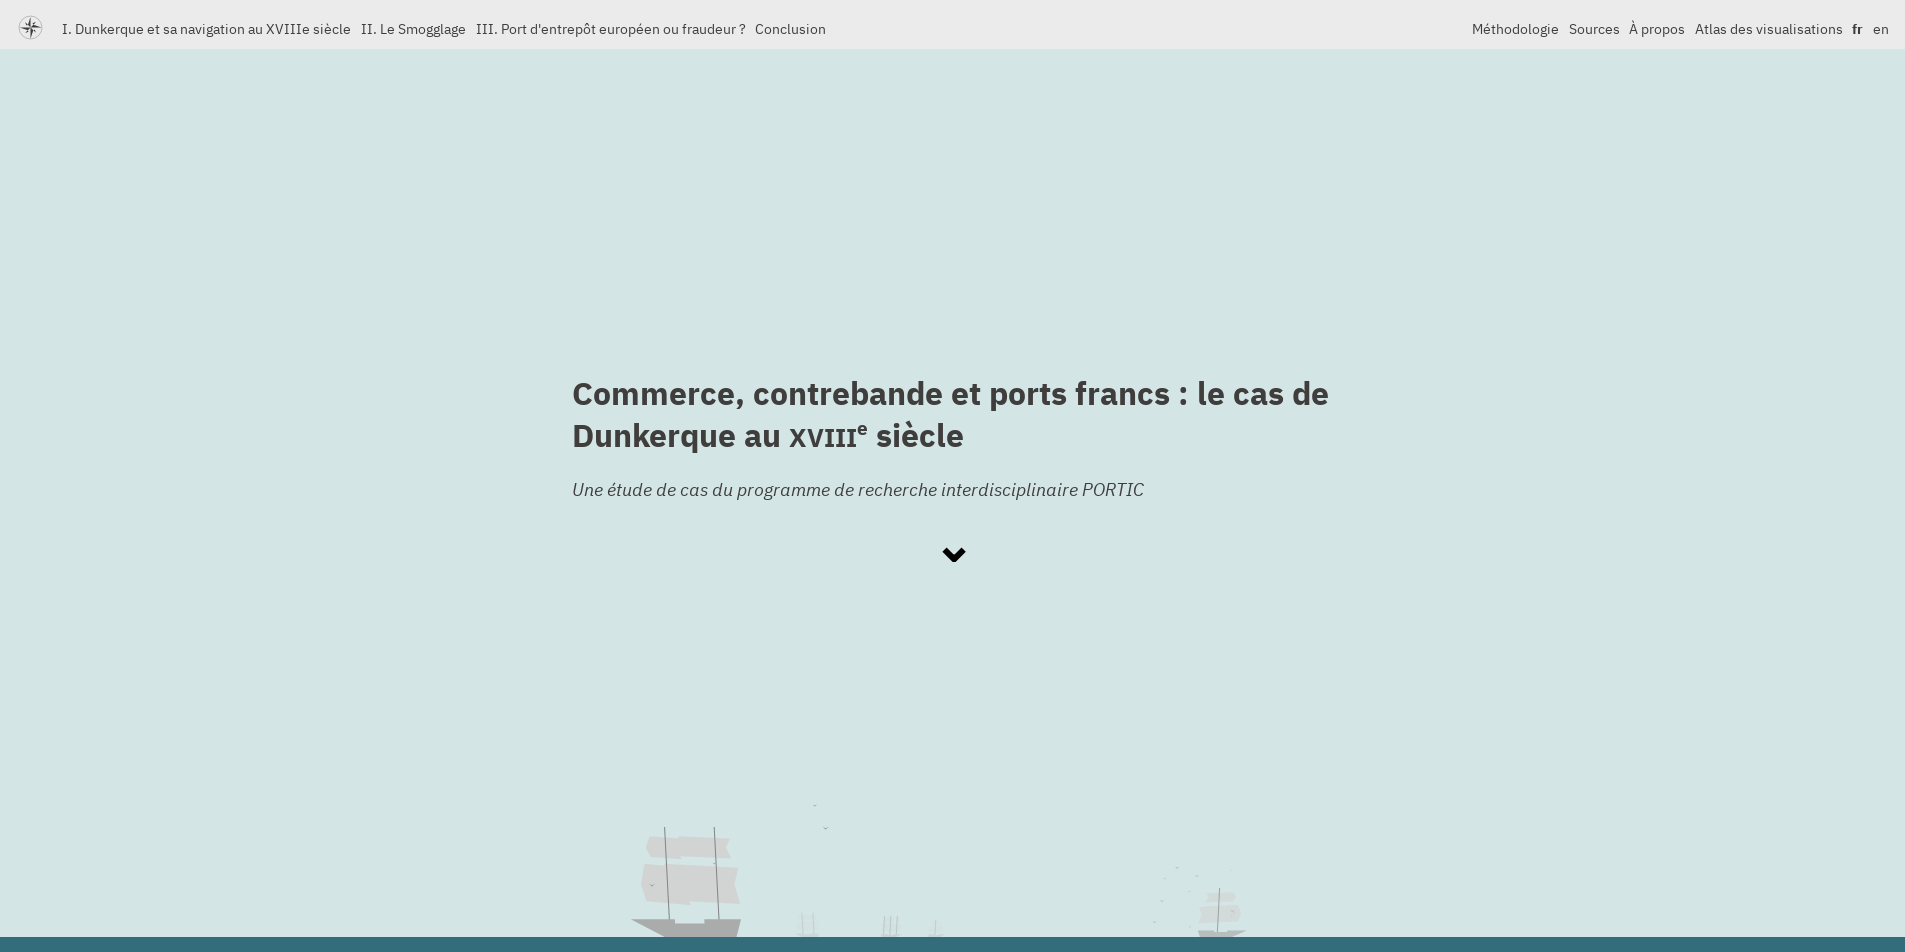 I. Dunkerque et sa navigation au XVIIIe siècle II. Le Smogglage III. Port d'entrepôt européen ou fraudeur ? Conclusion Méthodologie Sources À propos Atlas des visualisations fr en
Commerce, contrebande et ports francs : le cas de
Dunkerque au XVIIIe siècle
Une étude de cas du programme de recherche interdisciplinaire PORTIC